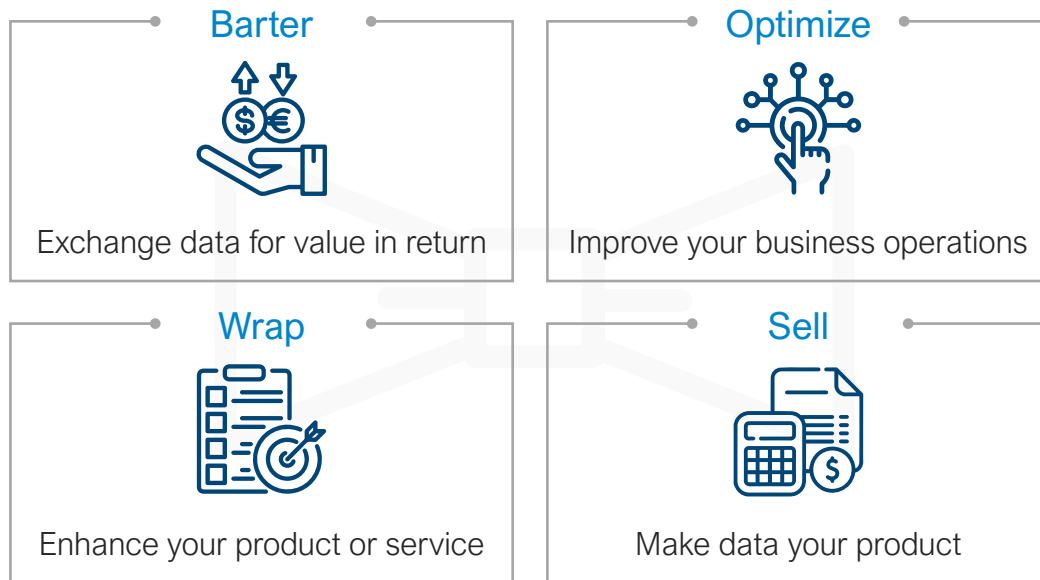 Barter
$ €
Exchange data for value in return
Optimize
Improve your business operations
Wrap
Enhance your product or service
Sell
$
Make data your product